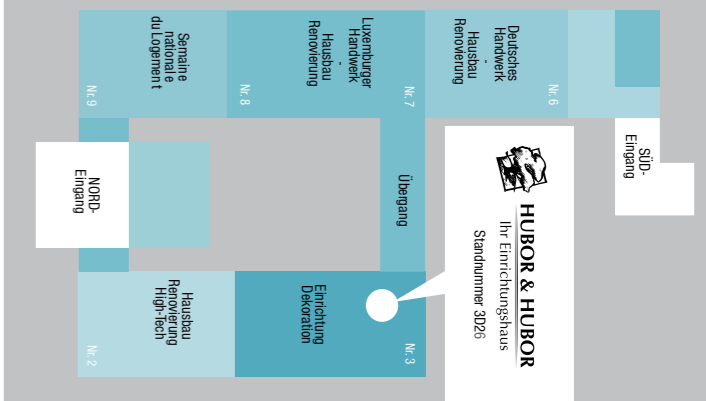 Semaine
nationale
du Logement
Nr. 9
Nr. 8
Luxemburger
Handwerk
-
Hausbau
Renovierung
Nr. 7
Deutsches
Handwerk
-
Hausbau
Renovierung
Nr. 6
SÜD-
Eingang
NORD-
Eingang
Übergang
HUBOR & HUBOR
Ihr Einrichtungshaus
Standnummer 3D26
Hausbau
Renovierung
High-Tech
Nr. 2
Einrichtung
Dekoration
Nr. 3